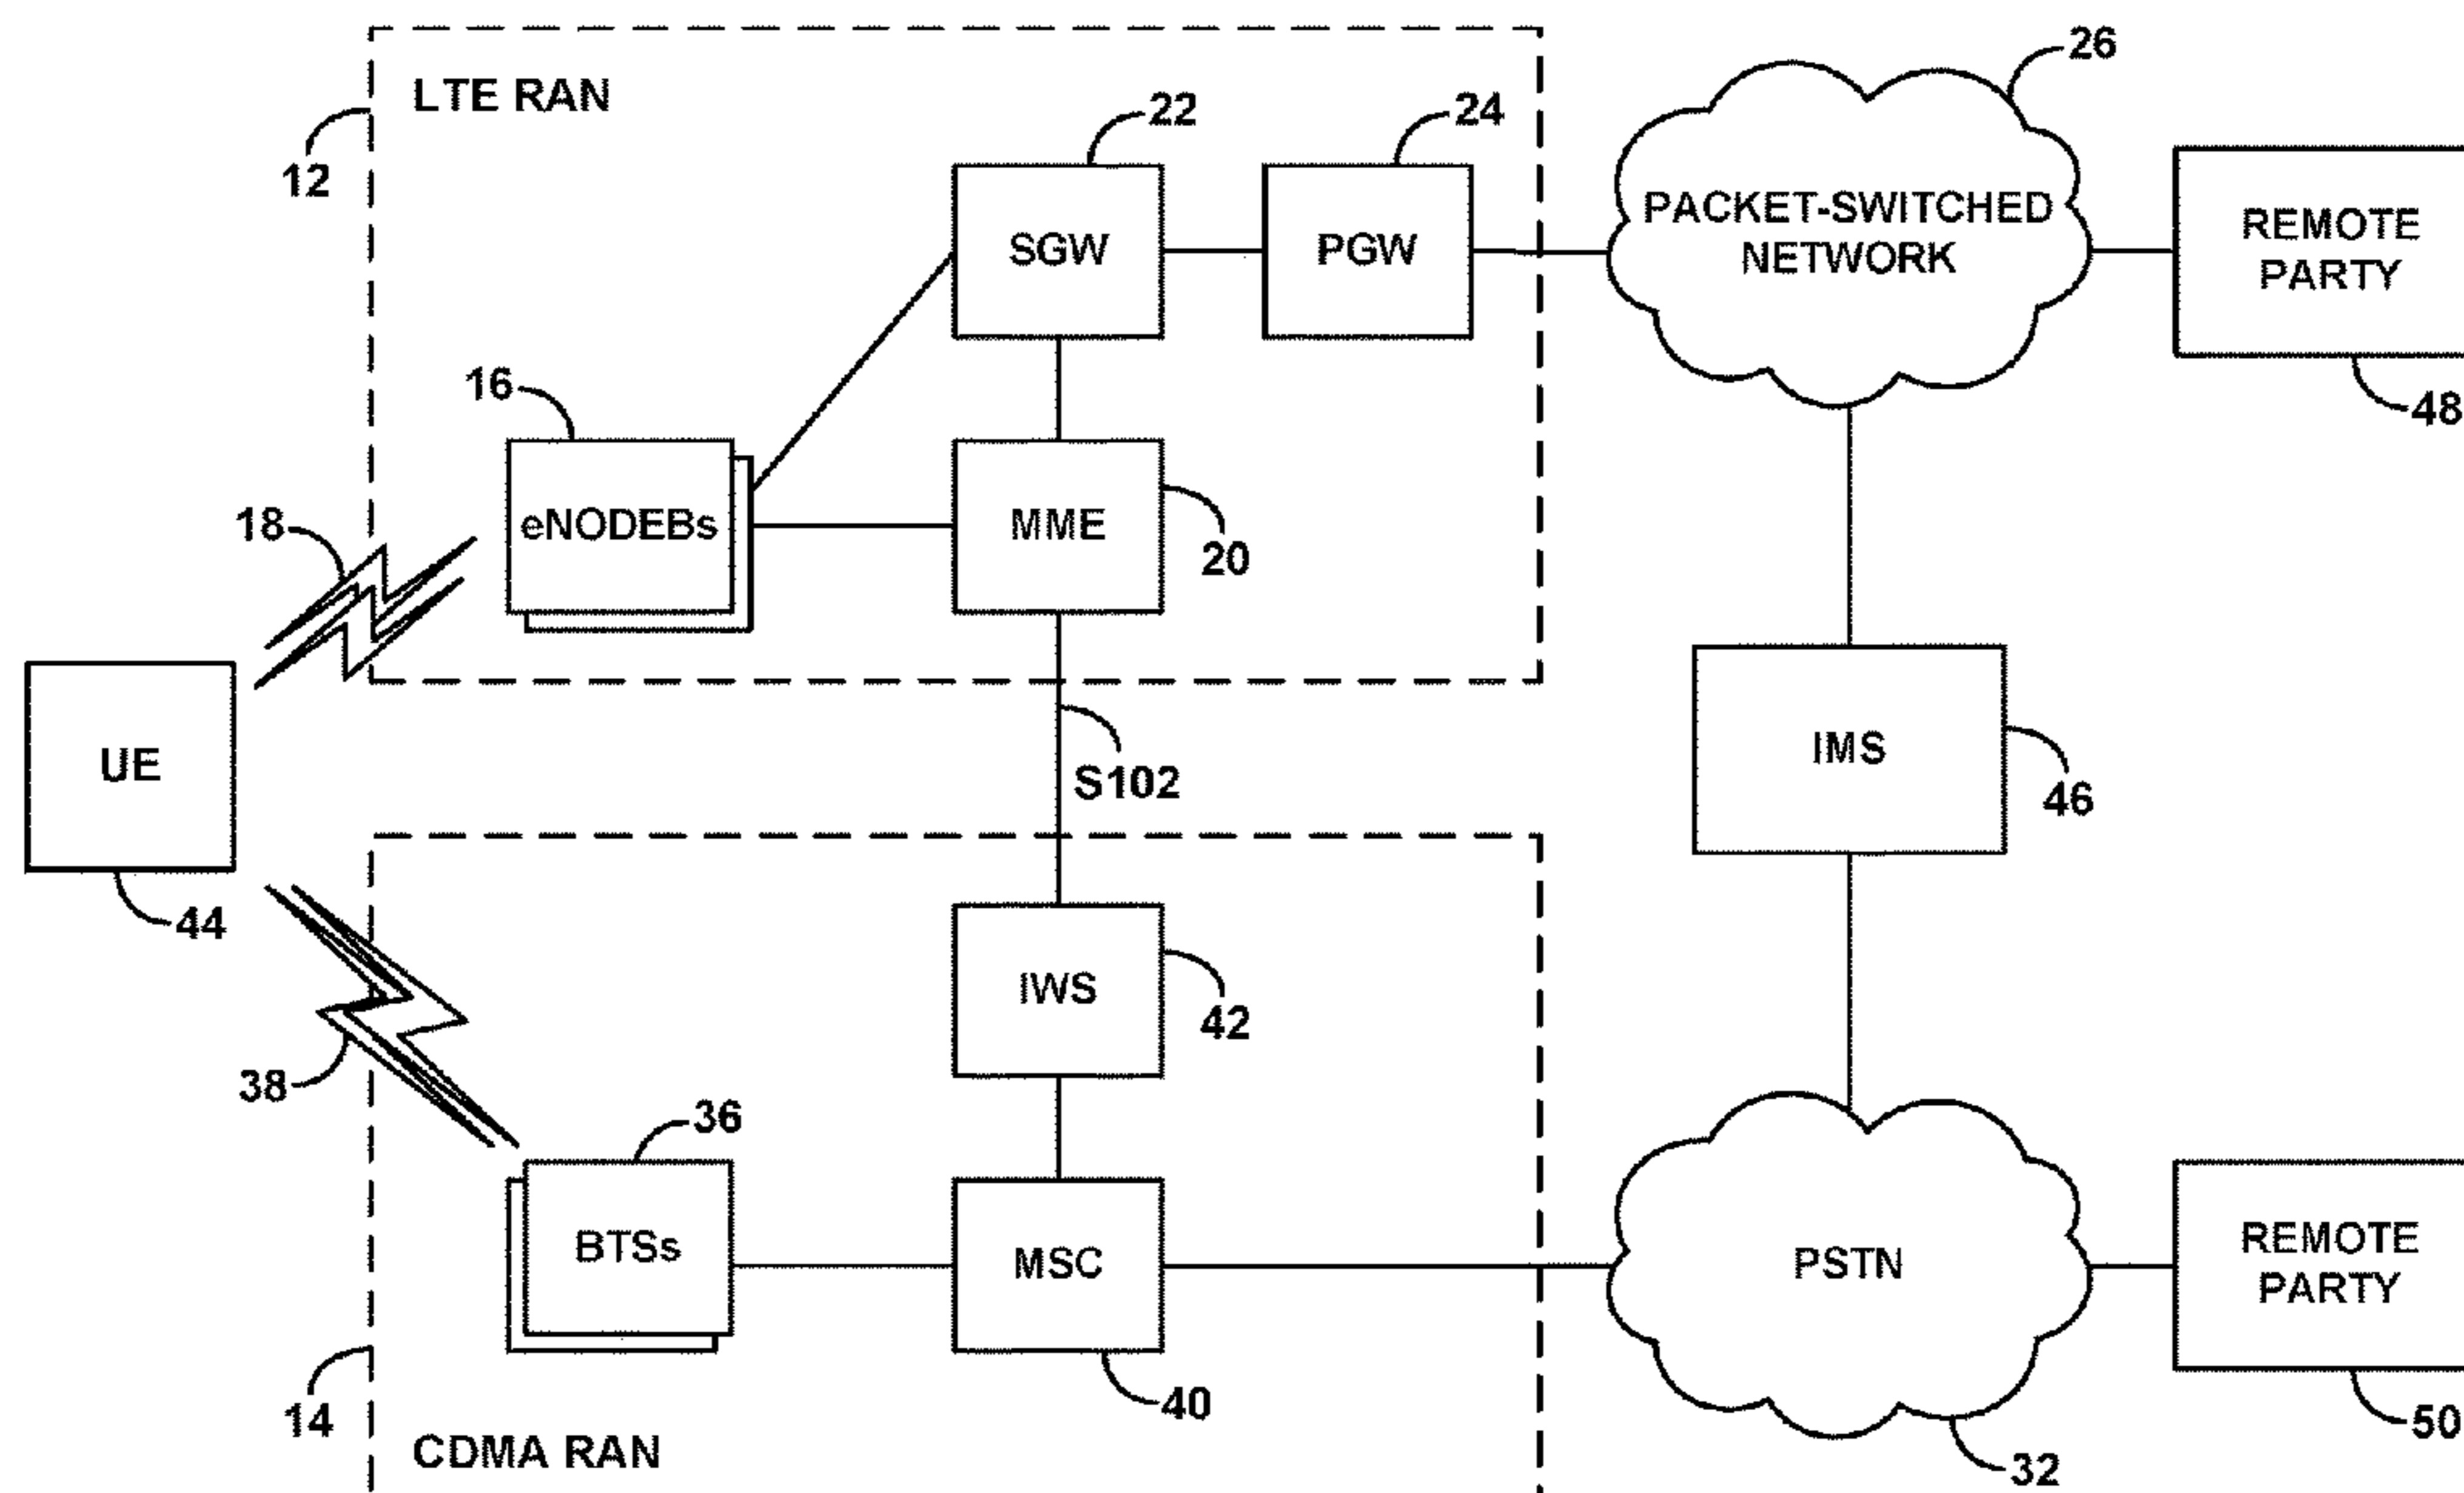 LTE RAN
12
22
24
26
SGW
PGW
PACKET-SWITCHED
NETWORK
REMOTE
PARTY
48
16
eNODEBs
MME
18
20
UE
44
S102
IMS
46
IWS
42
38
36
BTSs
MSC
40
PSTN
REMOTE
PARTY
50
14
CDMA RAN
32